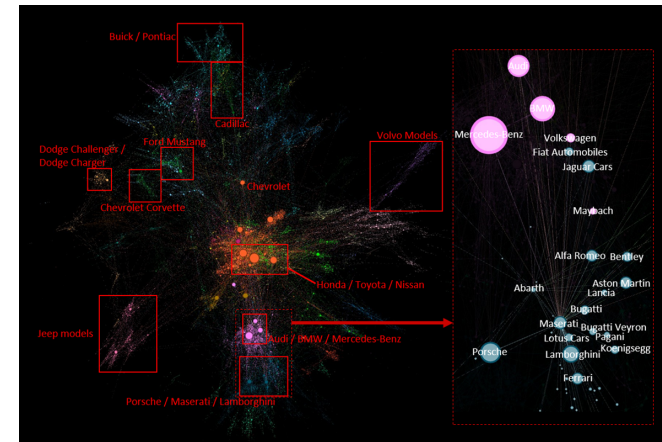 Buick / Pontiac
Cadillac
Ford Mustang
Dodge Challenger /
Dodge Charger
Chevrolet Corvette
Chevrolet
Volvo Models
Honda / Toyota / Nissan
Jeep models
Audi / BMW / Mercedes-Benz
Porsche / Maserati / Lamborghini
Audi
BMW
Mercedes-Benz
Volkswagen
Fiat Automobiles
Jaguar Cars
Maybach
Alfa Romeo
Bentley
Abarth
Aston Martin
Lancia
Bugatti
Maserati
Bugatti Veyron
Lotus Cars
Pagani
Porsche
Lamborghini
Koenigsegg
Ferrari